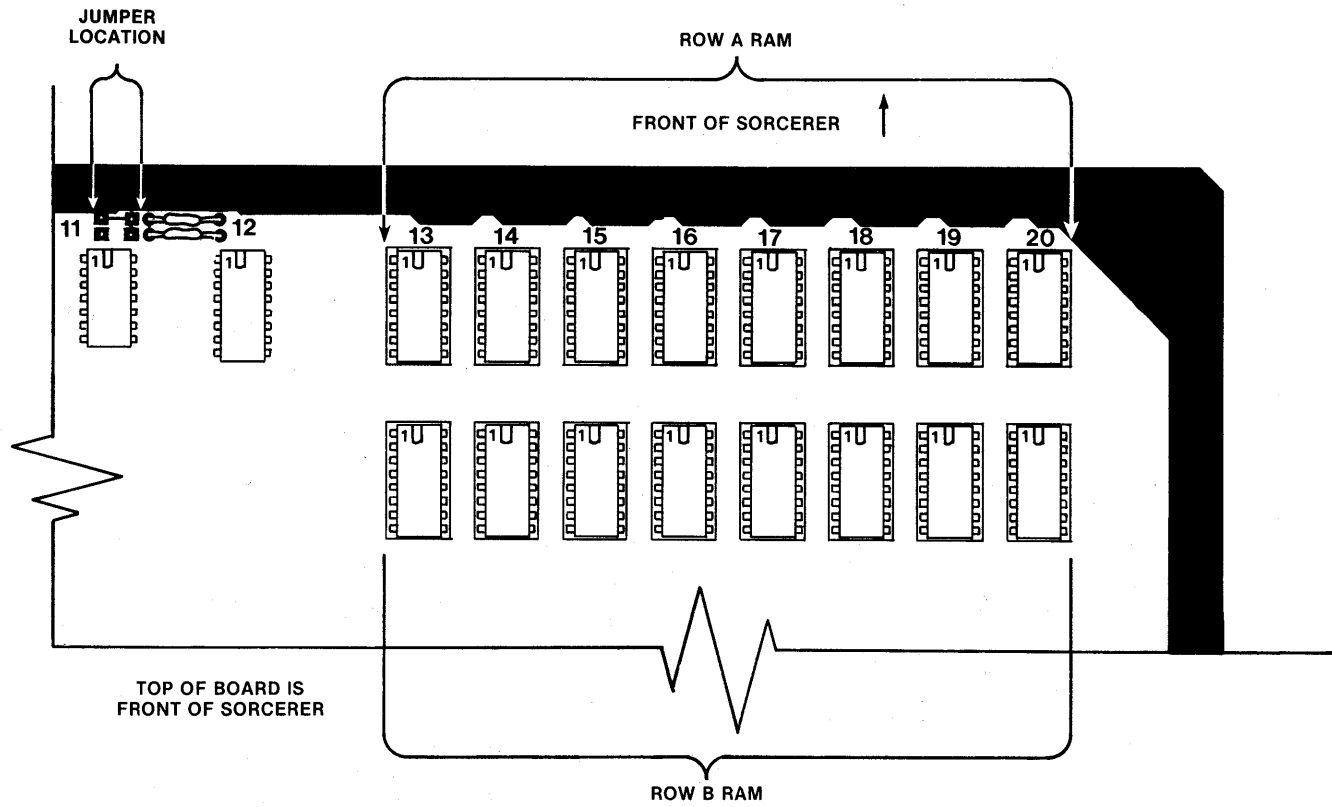 JUMPER
LOCATION
ROW A RAM
FRONT OF SORCERER
11
12
13 14 15 16 17 18 19 20
1 1 1 1 1 1 1 1 1 1
1 1 1 1 1 1 1 1
TOP OF BOARD IS
FRONT OF SORCERER
ROW B RAM